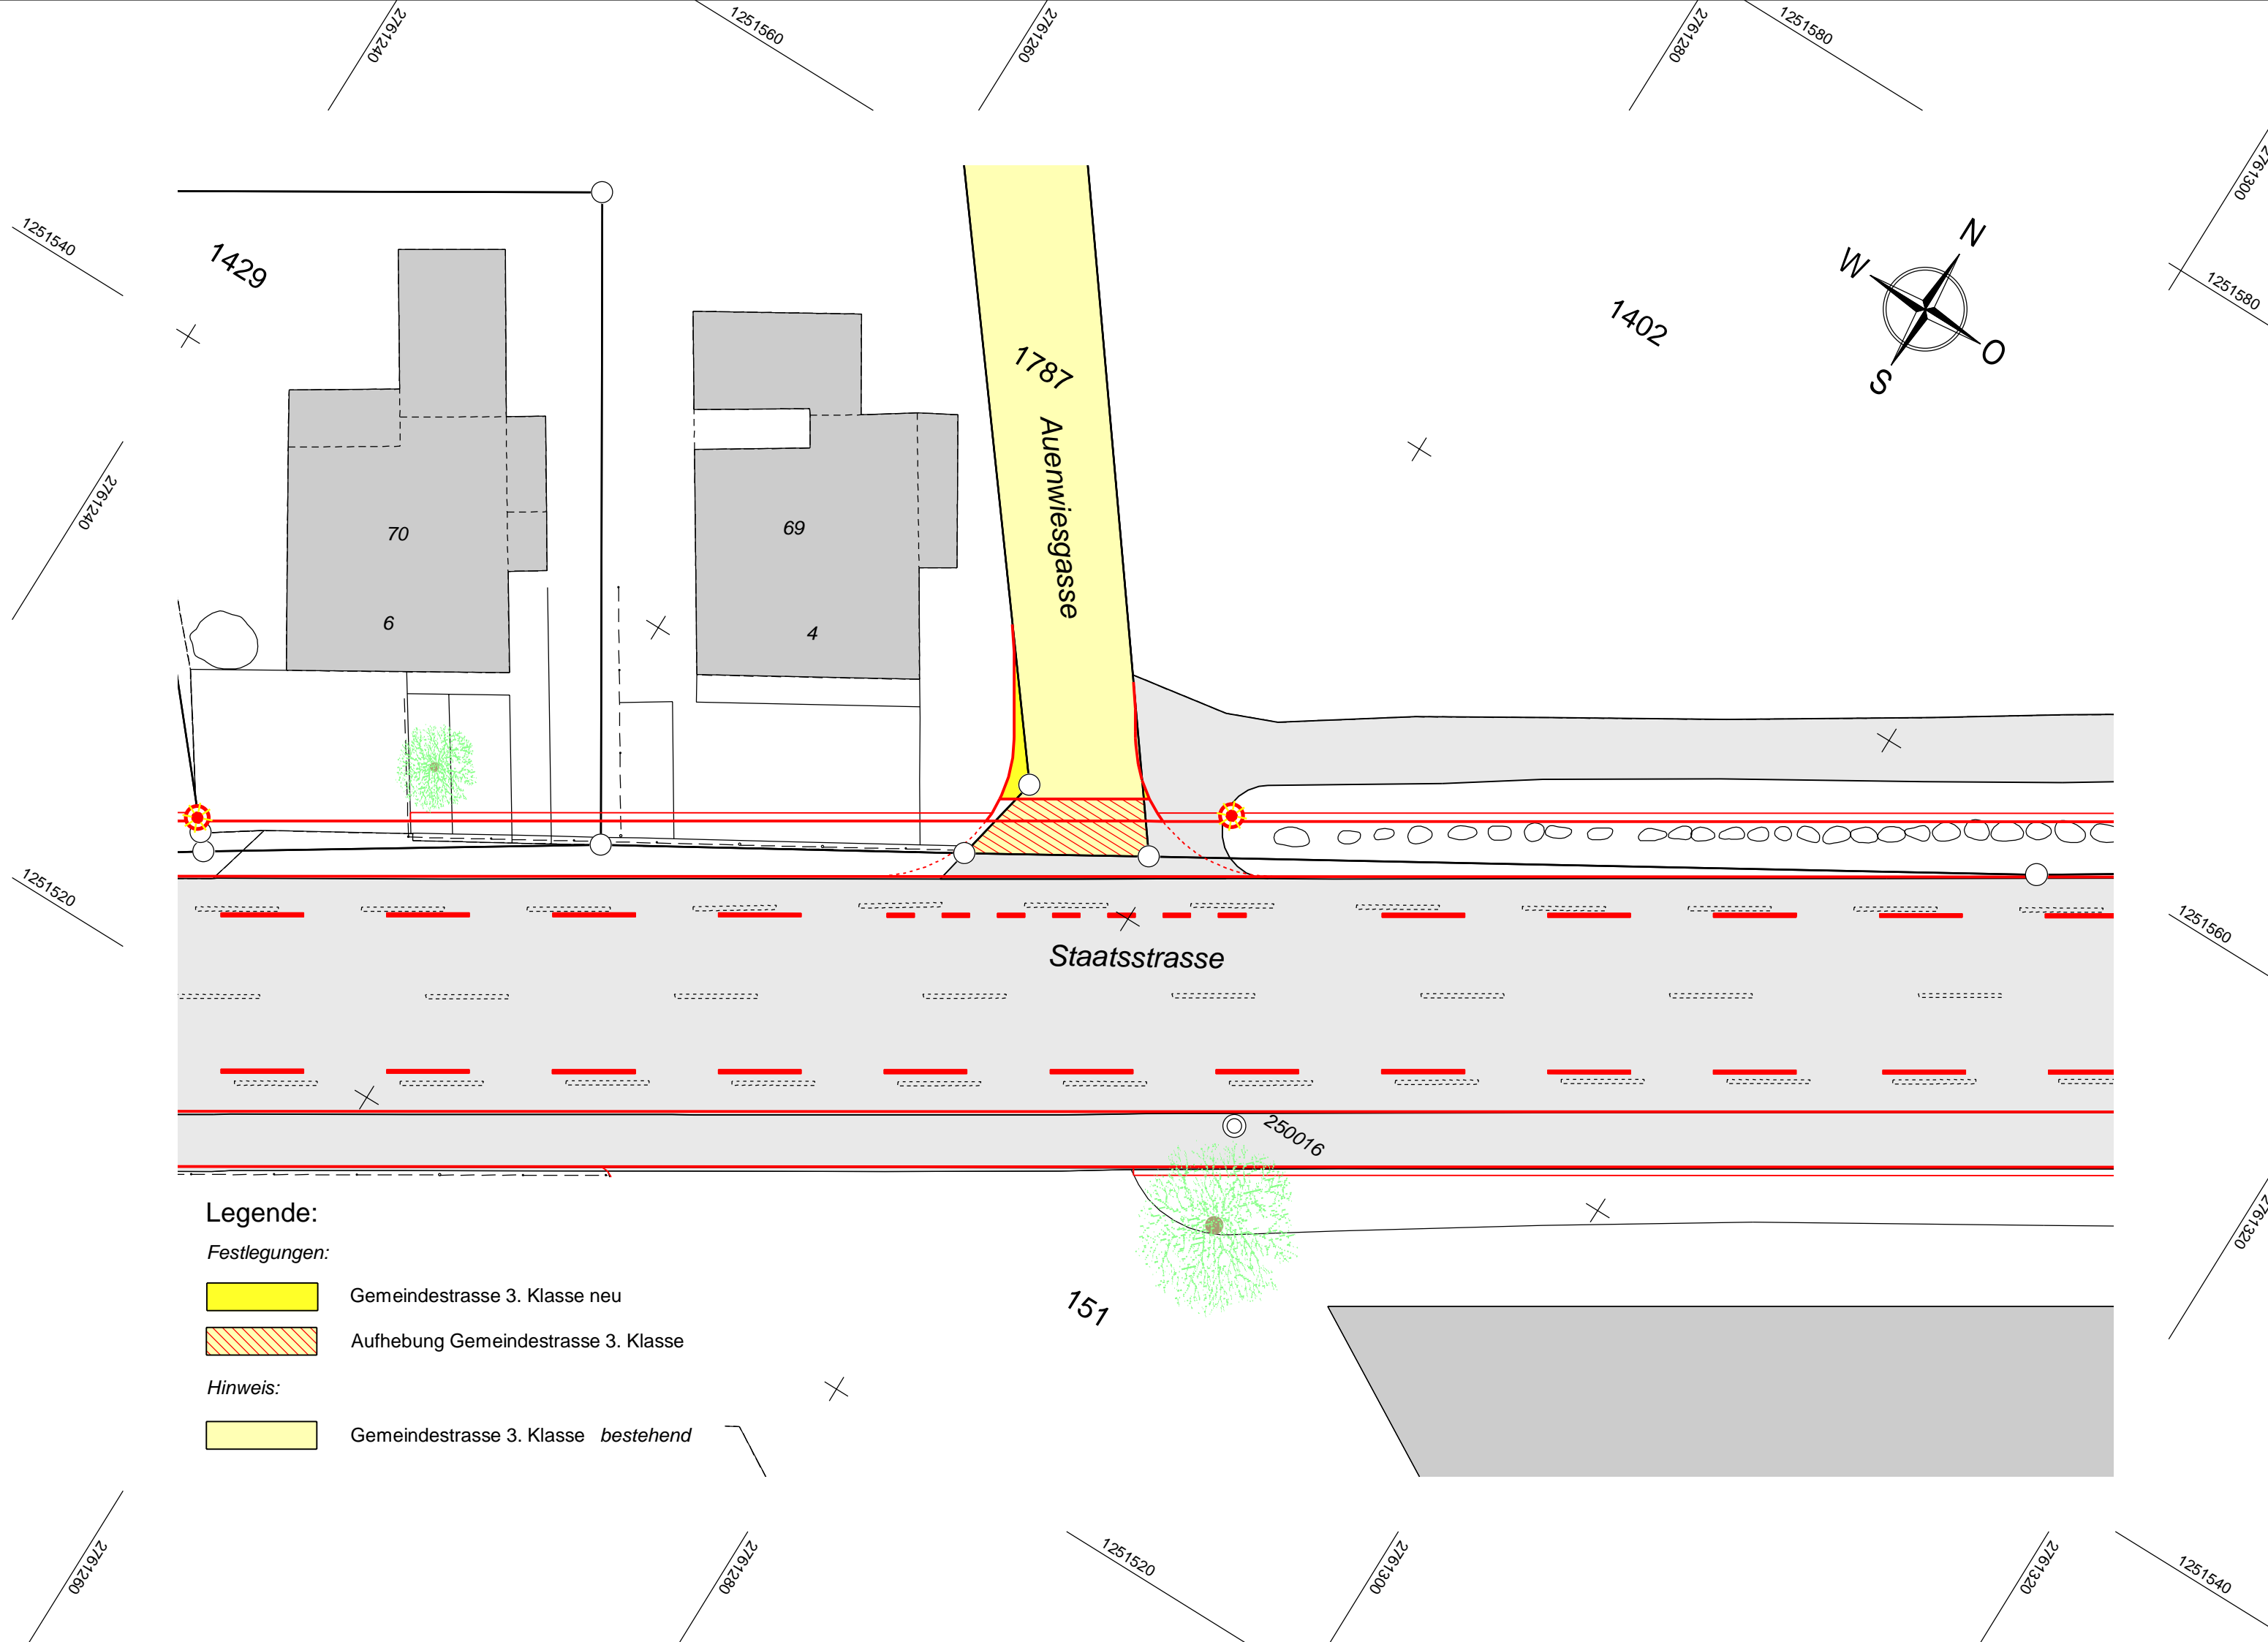 2761240
1251560
2761260
2761280
1251580
2761300
1251540
1429
N
W
O
S
1251580
1402
1787
Auenwiesgasse
2761240
70
69
6
4
1251520
1251560
Staatsstrasse
250016
2761320
Legende:
Festlegungen:
Gemeindestrasse 3. Klasse neu
Aufhebung Gemeindestrasse 3. Klasse
Hinweis:
Gemeindestrasse 3. Klasse bestehend
151
2761260
2761280
1251520
2761300
2761320
1251540